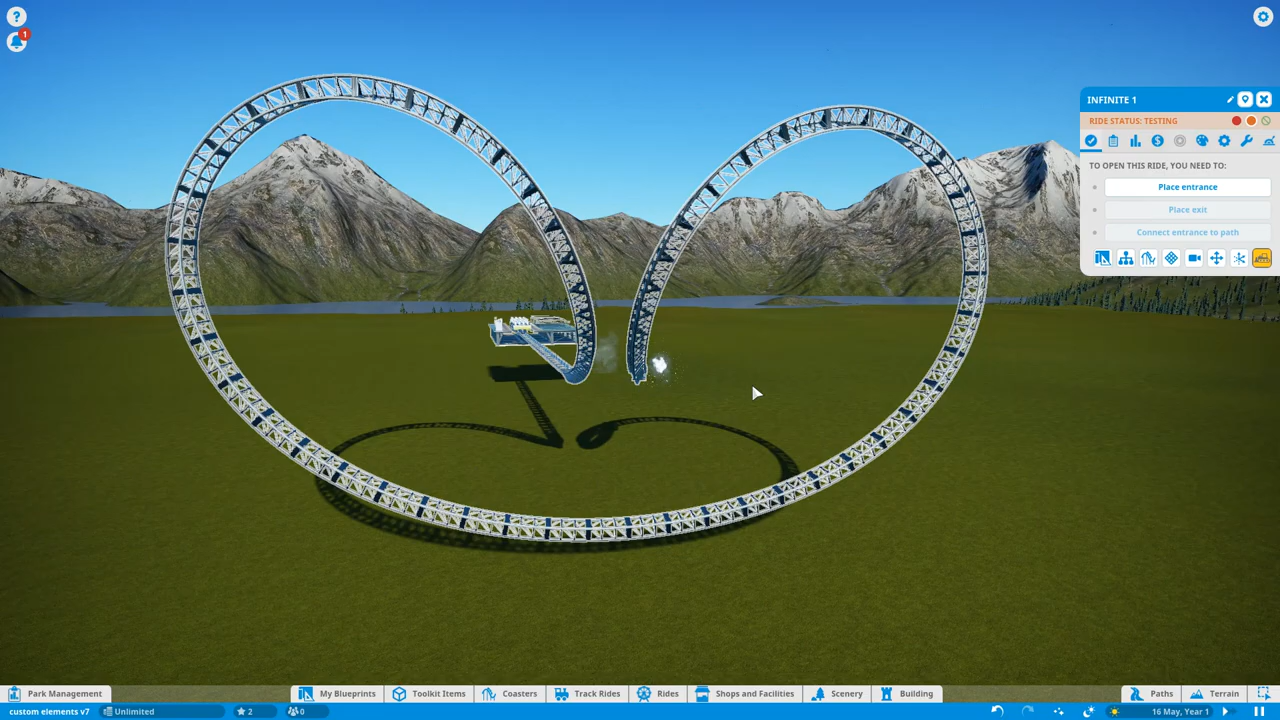 ?
1
INFINITE 1
RIDE STATUS: TESTING
$
TO OPEN THIS RIDE, YOU NEED TO:
Place entrance
Place exit
Connect entrance to path
Park Management
My Blueprints
Toolkit Items
Coasters
Track Rides
Rides
Shops and Facilities
Scenery
Building
Paths
Terrain
custom elements v7
Unlimited
2
0
16 May, Year 1